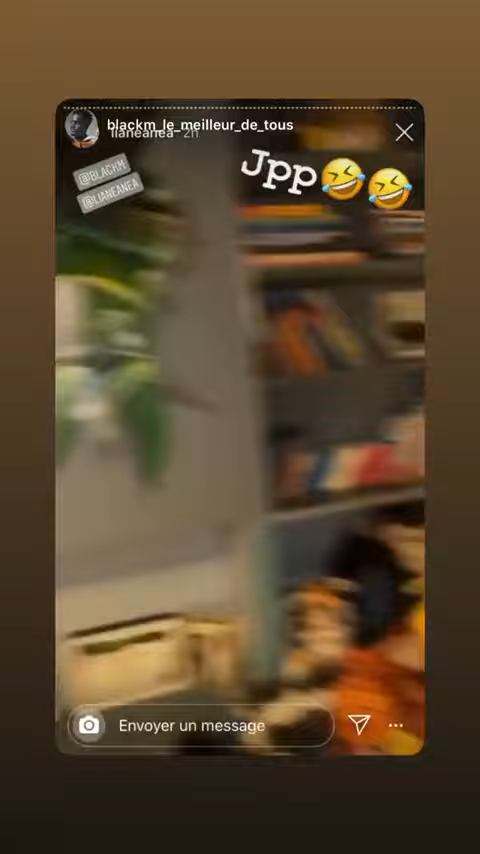 blackm_le_meilleur_de_tous
lianeanea 2h
@BLACKM
@LIANEANEA
Jpp🤣🤣
Envoyer un message